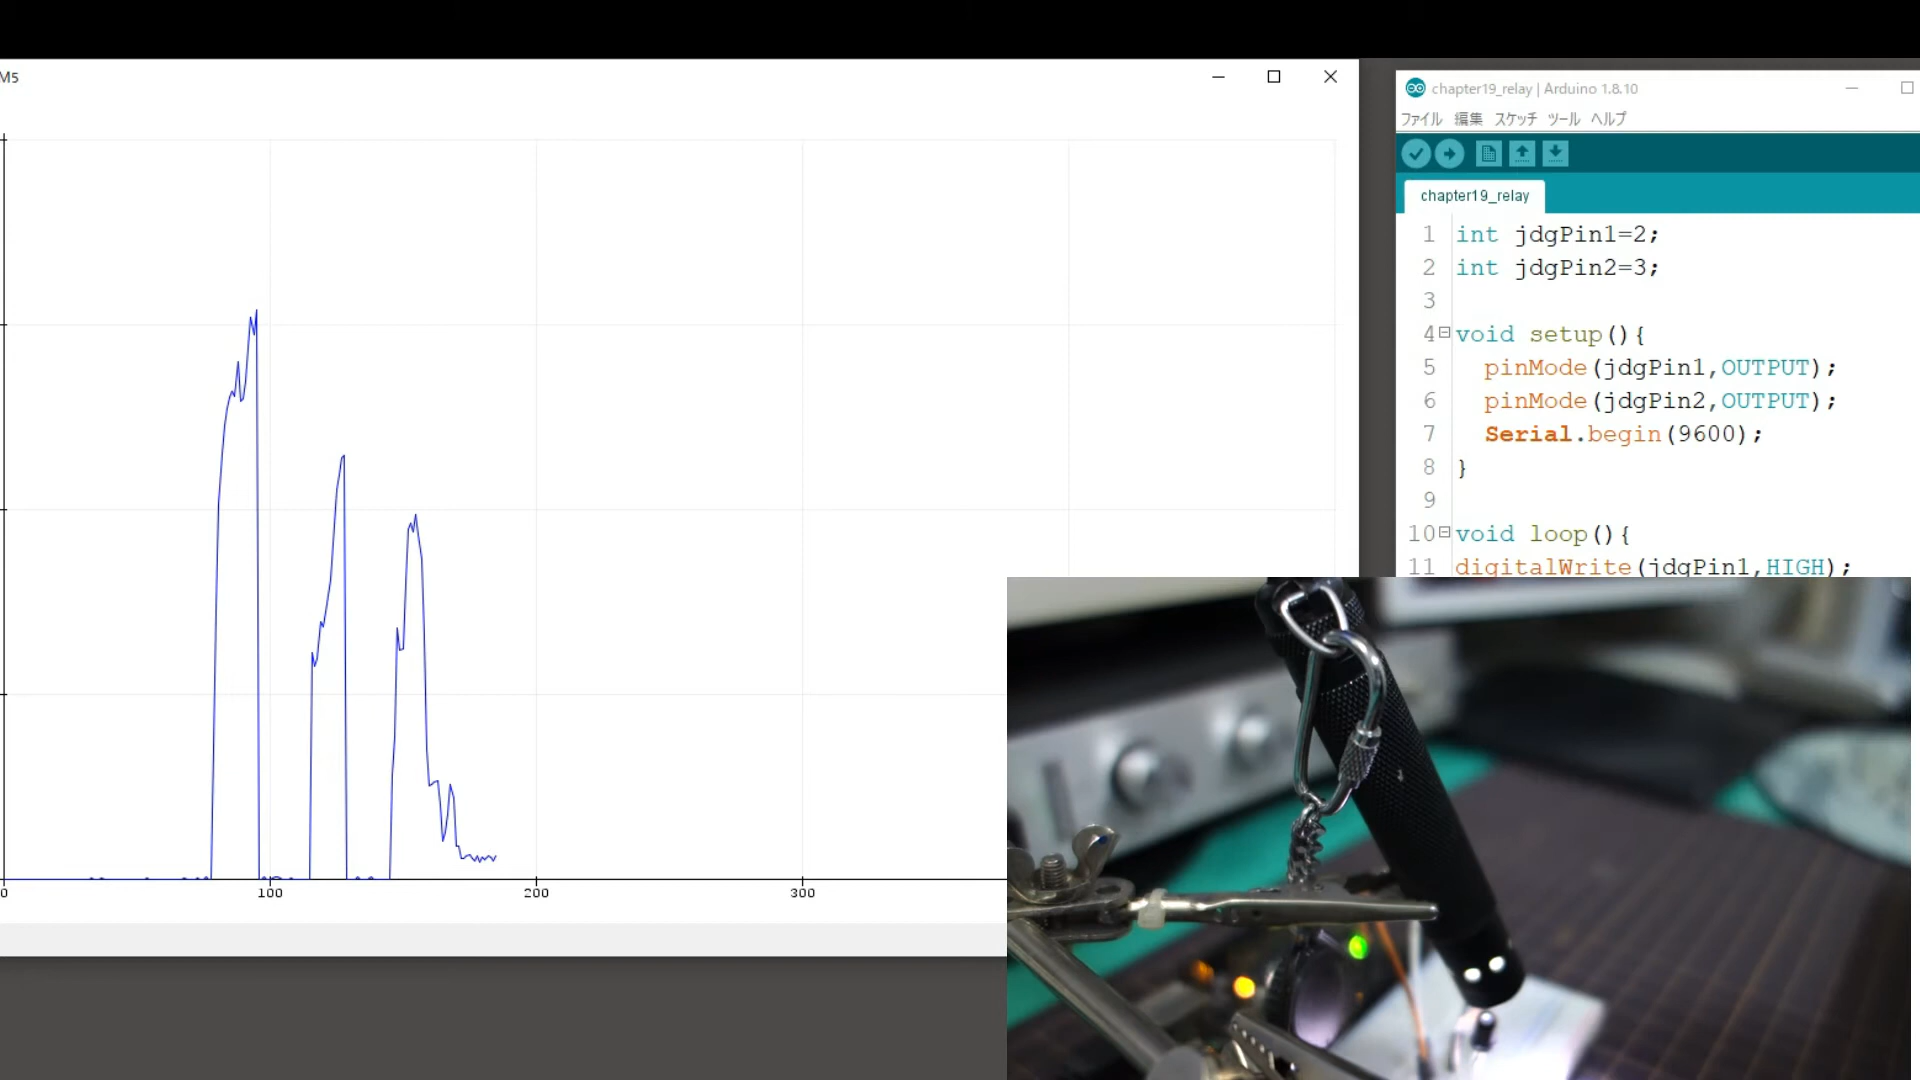 M5
0
100
200
300
chapter19_relay | Arduino 1.8.10
ファイル 編集 スケッチ ツール ヘルプ
chapter19_relay
1 int jdgPin1=2;
2 int jdgPin2=3;
3
4 void setup(){
5 pinMode(jdgPin1,OUTPUT);
6 pinMode(jdgPin2,OUTPUT);
7 Serial.begin(9600);
8 }
9
10 void loop(){
11 digitalWrite(jdgPin1,HIGH);